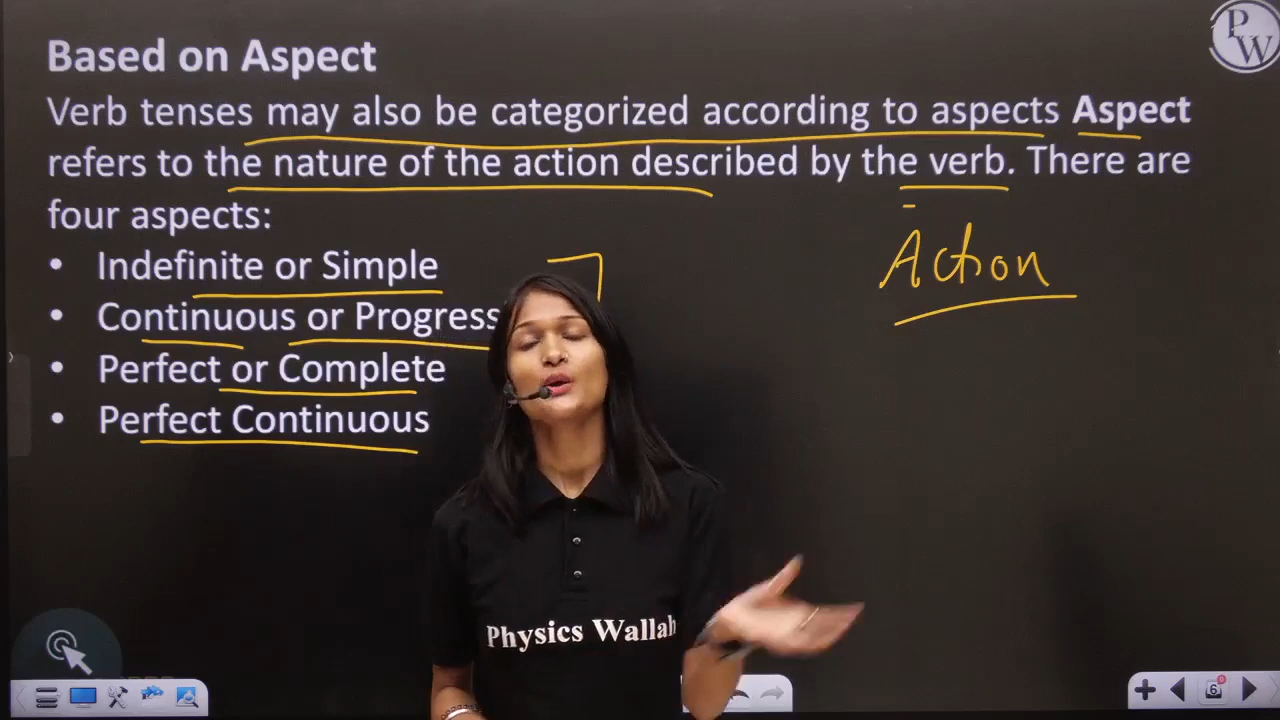 PW
Based on Aspect
Verb tenses may also be categorized according to aspects Aspect
refers to the nature of the action described by the verb. There are
four aspects:
• Indefinite or Simple
• Continuous or Progress
• Perfect or Complete
• Perfect Continuous
Action
Physics Wallah
6